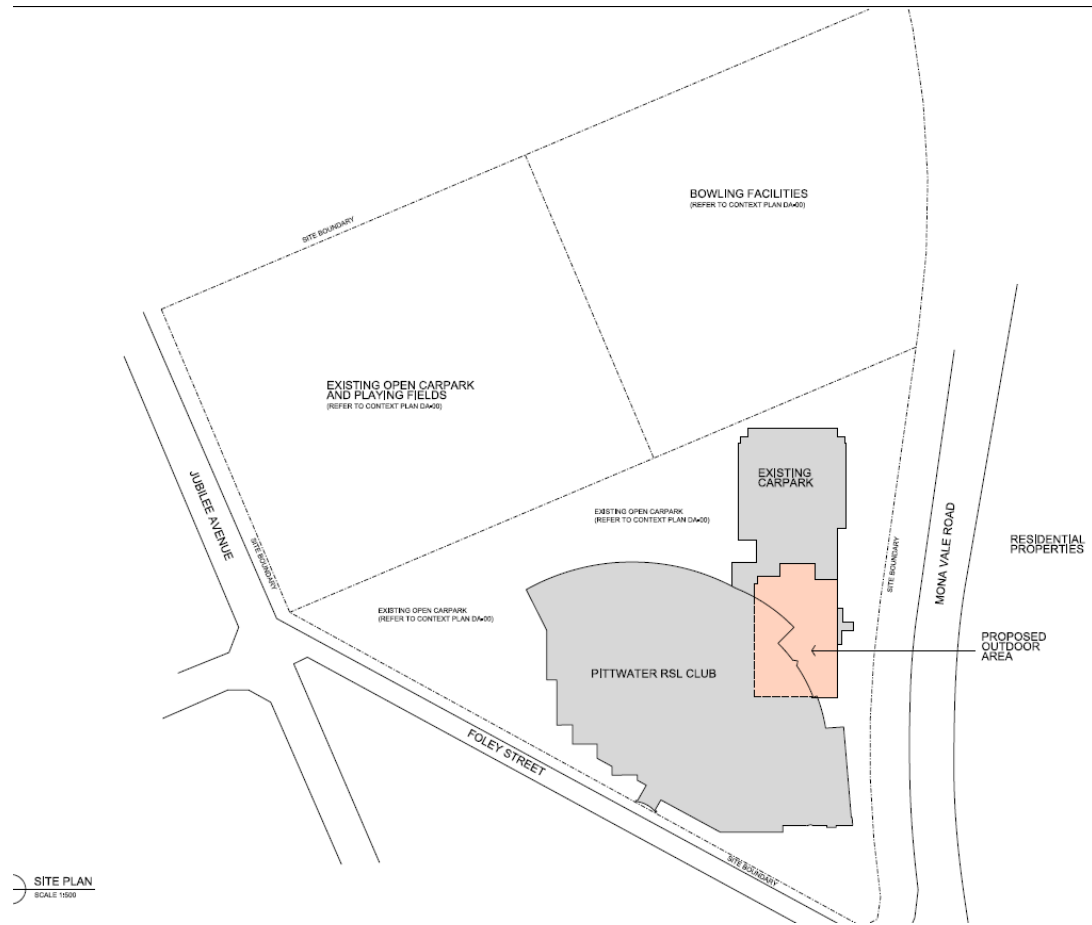 BOWLING FACILITIES
(REFER TO CONTEXT PLAN DA-00)
SITE BOUNDARY
EXISTING OPEN CARPARK
AND PLAYING FIELDS
(REFER TO CONTEXT PLAN DA-00)
JUBILEE AVENUE
SITE BOUNDARY
EXISTING
CARPARK
EXISTING OPEN CARPARK
(REFER TO CONTEXT PLAN DA-00)
SITE BOUNDARY
MONA VALE ROAD
RESIDENTIAL
PROPERTIES
EXISTING OPEN CARPARK
(REFER TO CONTEXT PLAN DA-00)
PROPOSED
OUTDOOR
AREA
PITTWATER RSL CLUB
FOLEY STREET
SITE BOUNDARY
SITE PLAN
SCALE 1:500